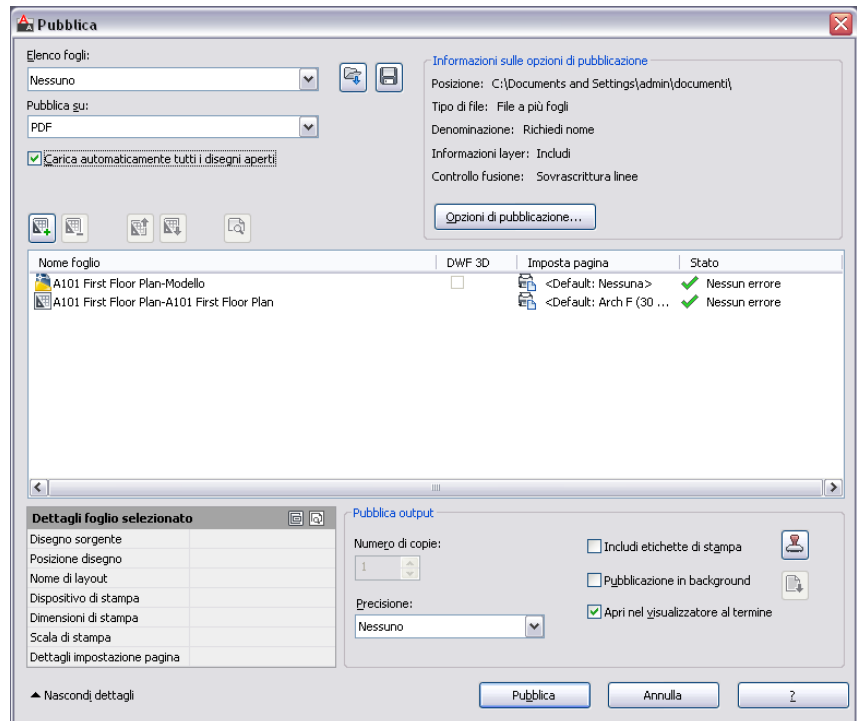 Pubblica
Elenco fogli:
Nessuno
Pubblica su:
PDF
Carica automaticamente tutti i disegni aperti
Informazioni sulle opzioni di pubblicazione
Posizione: C:\Documents and Settings\admin\documenti\
Tipo di file: File a più fogli
Denominazione: Richiedi nome
Informazioni layer: Includi
Controllo fusione: Sovrascrittura linee
Opzioni di pubblicazione...
Nome foglio DWF 3D Imposta pagina Stato
A101 First Floor Plan-Modello <Default: Nessuna> Nessun errore
A101 First Floor Plan-A101 First Floor Plan <Default: Arch F (30 ... Nessun errore
Dettagli foglio selezionato
Disegno sorgente
Posizione disegno
Nome di layout
Dispositivo di stampa
Dimensioni di stampa
Scala di stampa
Dettagli impostazione pagina
Pubblica output
Numero di copie:
1
Precisione:
Nessuno
Includi etichette di stampa
Pubblicazione in background
Apri nel visualizzatore al termine
Nascondi dettagli
Pubblica
Annulla
?